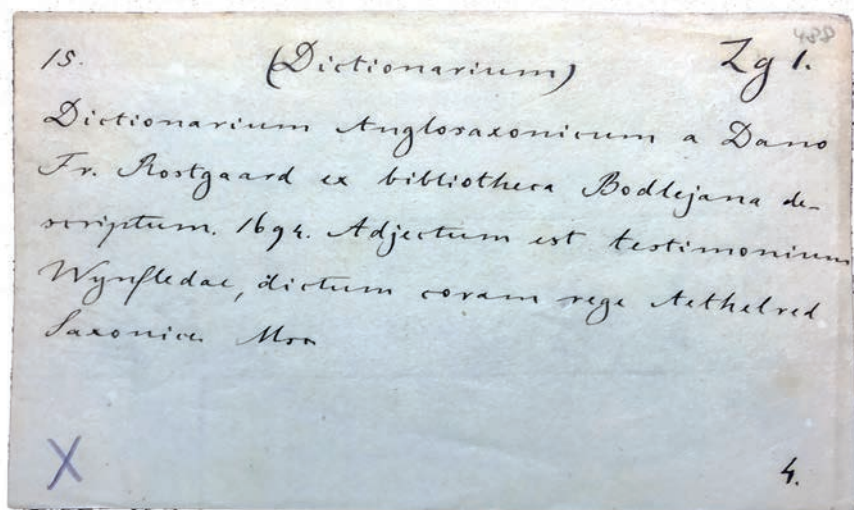 488
15. (Dictionarium) Zg 1.
Dictionarium Anglosaxonicum a Dano
Fr. Rostgaard ex bibliotheca Bodlejana de-
scriptum. 1694. Adjectum est testimonium
Wynfledae, dictum coram rege Aethelred
Saxonice.
X 4.